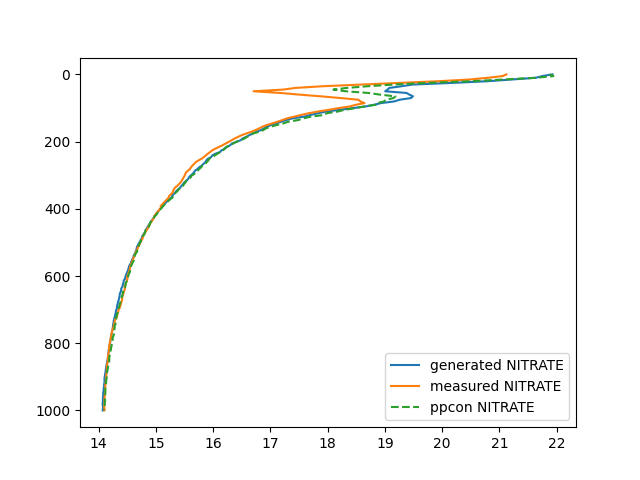 0
200
400
600
800
1000
14 15 16 17 18 19 20 21 22
generated NITRATE
measured NITRATE
ppcon NITRATE